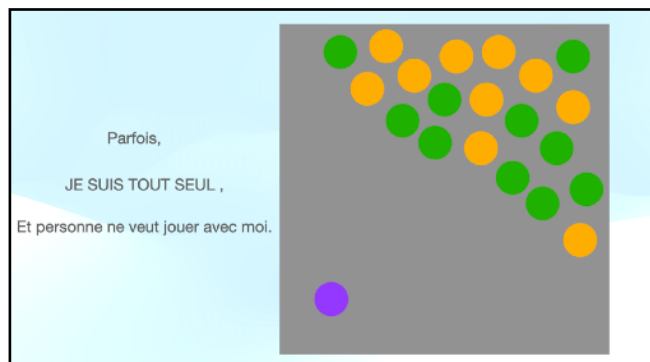 Parfois,
JE SUIS TOUT SEUL ,
Et personne ne veut jouer avec moi.